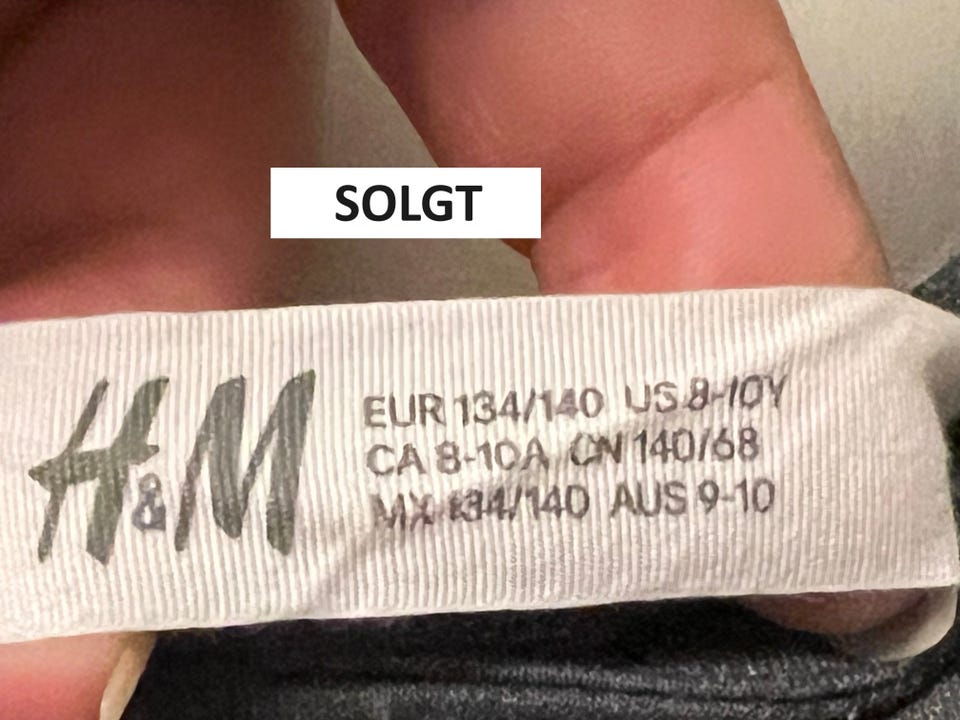 SOLGT
H&M
EUR 134/140 US 8-10Y
CA 8-10A CN 140/68
MX 134/140 AUS 9-10